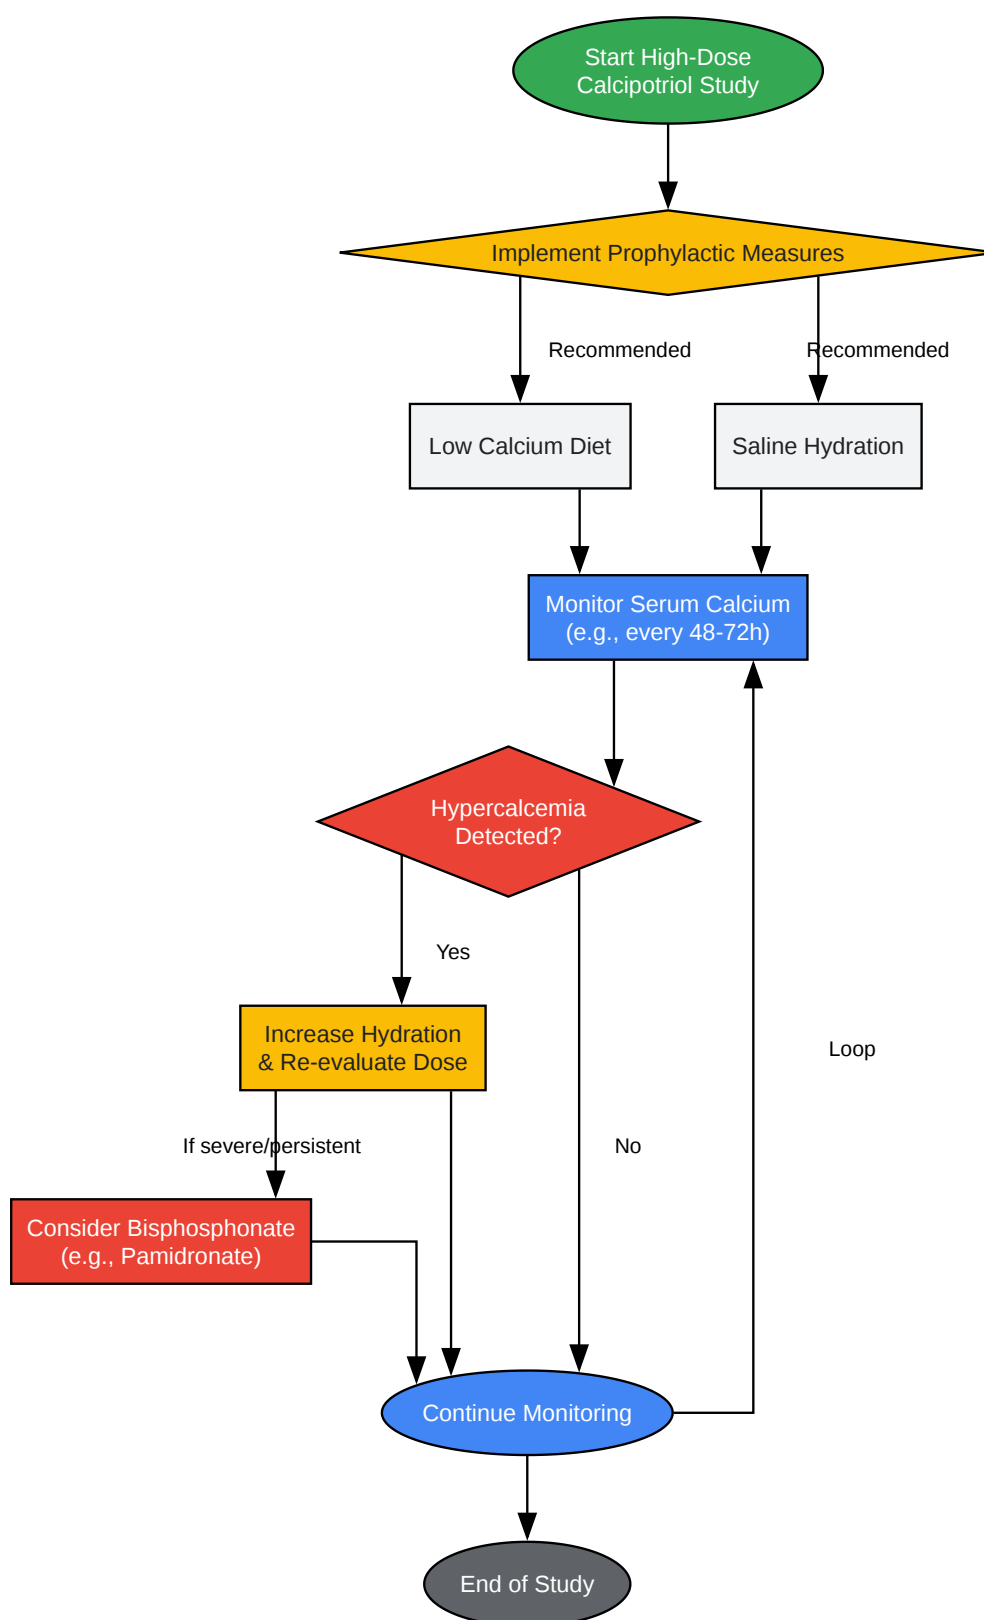 Start High-Dose
Calcipotriol Study
Implement Prophylactic Measures
Recommended
Recommended
Low Calcium Diet
Saline Hydration
Monitor Serum Calcium
(e.g., every 48-72h)
Hypercalcemia
Detected?
Yes
Increase Hydration
& Re-evaluate Dose
Loop
If severe/persistent
No
Consider Bisphosphonate
(e.g., Pamidronate)
Continue Monitoring
End of Study